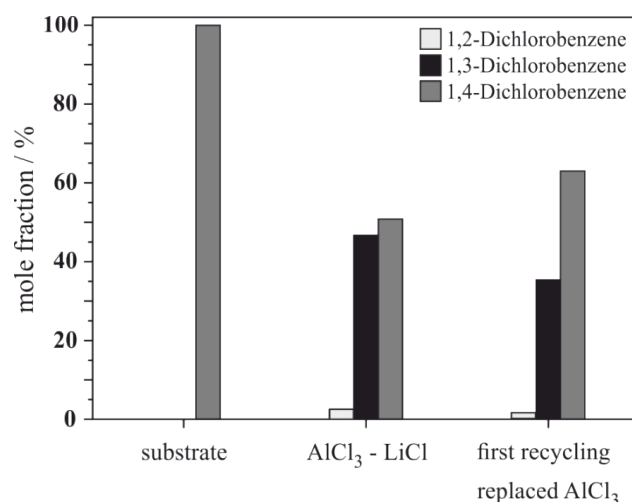 100
80
60
40
20
0
mole fraction / %
1,2-Dichlorobenzene
1,3-Dichlorobenzene
1,4-Dichlorobenzene
substrate
AlCl₃ - LiCl
first recycling
replaced AlCl₃